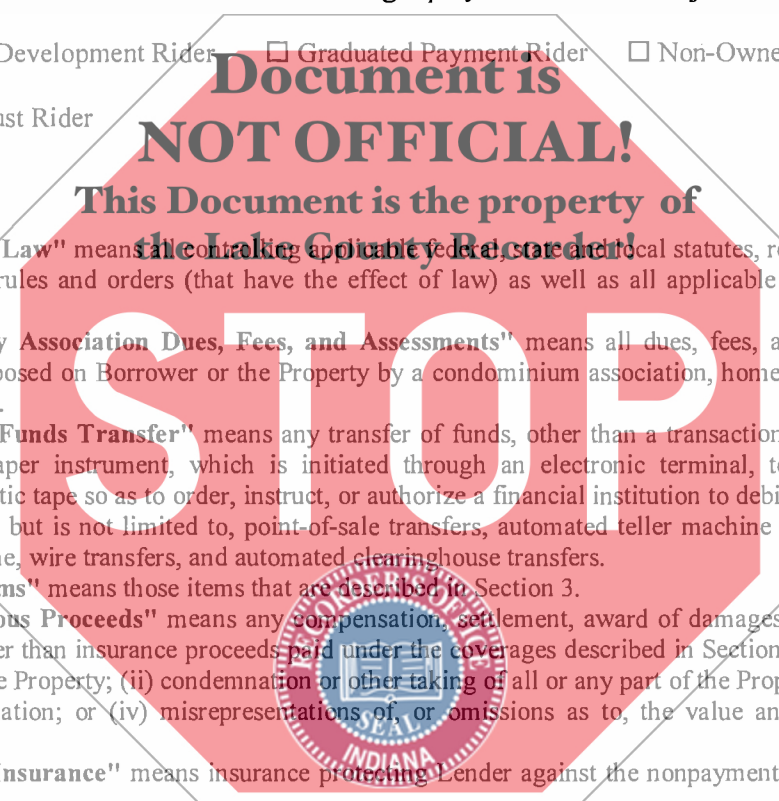 Development Rider ☐ Graduated Payment Rider ☐ Non-Owne
Document is
NOT OFFICIAL!
ust Rider
This Document is the property of
the Lake County Recorder!
Law" means all controlling applicable federal, state and local statutes, re
rules and orders (that have the effect of law) as well as all applicable
y Association Dues, Fees, and Assessments" means all dues, fees, a
posed on Borrower or the Property by a condominium association, home
STOP
Funds Transfer" means any transfer of funds, other than a transaction
aper instrument, which is initiated through an electronic terminal, te
tic tape so as to order, instruct, or authorize a financial institution to debi
but is not limited to, point-of-sale transfers, automated teller machine
e, wire transfers, and automated clearinghouse transfers.
ms" means those items that are described in Section 3.
ous Proceeds" means any compensation, settlement, award of damages
er than insurance proceeds paid under the coverages described in Section
e Property; (ii) condemnation or other taking of all or any part of the Prop
ation; or (iv) misrepresentations of, or omissions as to, the value an
RECORDER'S OFFICE
SEAL
INDIANA
Insurance" means insurance protecting Lender against the nonpayment